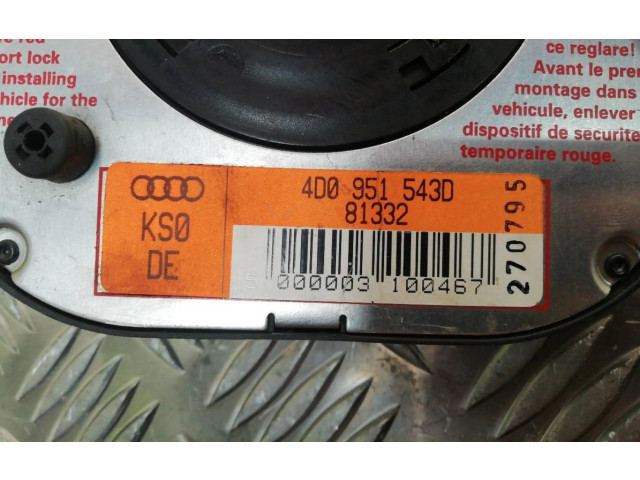 ort lock
installing
hicle for the
ce reglare!
Avant le pren
montage dans
vehicule, enlever
dispositif de securite
temporaire rouge.
4D0 951 543D
81332
KS0
DE
000003 100467
270795